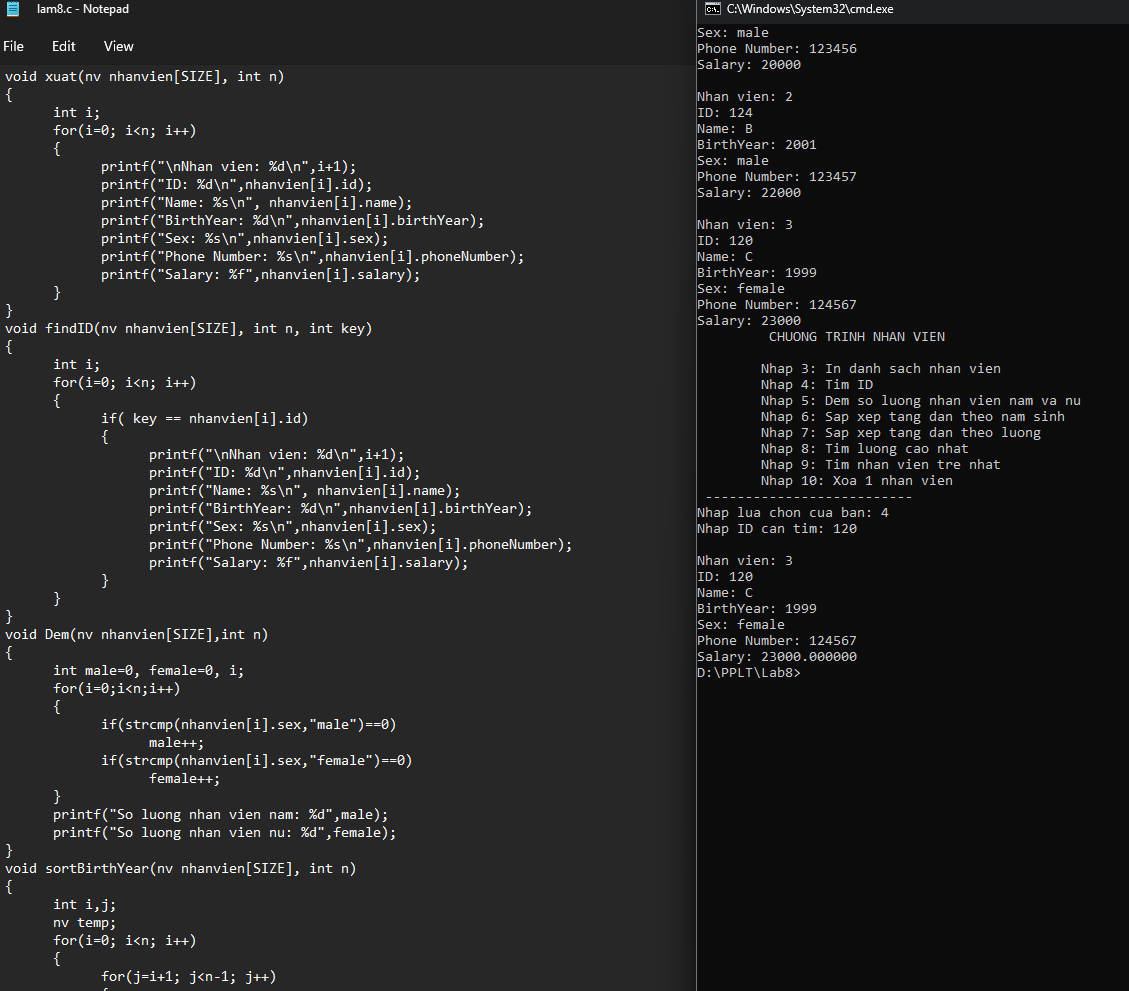 lam8.c - Notepad
File Edit View
void xuat(nv nhanvien[SIZE], int n)
{
int i;
for(i=0; i<n; i++)
{
printf("\nNhan vien: %d\n",i+1);
printf("ID: %d\n",nhanvien[i].id);
printf("Name: %s\n", nhanvien[i].name);
printf("BirthYear: %d\n",nhanvien[i].birthYear);
printf("Sex: %s\n",nhanvien[i].sex);
printf("Phone Number: %s\n",nhanvien[i].phoneNumber);
printf("Salary: %f",nhanvien[i].salary);
}
}
void findID(nv nhanvien[SIZE], int n, int key)
{
int i;
for(i=0; i<n; i++)
{
if( key == nhanvien[i].id)
{
printf("\nNhan vien: %d\n",i+1);
printf("ID: %d\n",nhanvien[i].id);
printf("Name: %s\n", nhanvien[i].name);
printf("BirthYear: %d\n",nhanvien[i].birthYear);
printf("Sex: %s\n",nhanvien[i].sex);
printf("Phone Number: %s\n",nhanvien[i].phoneNumber);
printf("Salary: %f",nhanvien[i].salary);
}
}
}
void Dem(nv nhanvien[SIZE],int n)
{
int male=0, female=0, i;
for(i=0;i<n;i++)
{
if(strcmp(nhanvien[i].sex,"male")==0)
male++;
if(strcmp(nhanvien[i].sex,"female")==0)
female++;
}
printf("So luong nhan vien nam: %d",male);
printf("So luong nhan vien nu: %d",female);
}
void sortBirthYear(nv nhanvien[SIZE], int n)
{
int i,j;
nv temp;
for(i=0; i<n; i++)
{
for(j=i+1; j<n-1; j++)
C:\Windows\System32\cmd.exe
Sex: male
Phone Number: 123456
Salary: 20000
Nhan vien: 2
ID: 124
Name: B
BirthYear: 2001
Sex: male
Phone Number: 123457
Salary: 22000
Nhan vien: 3
ID: 120
Name: C
BirthYear: 1999
Sex: female
Phone Number: 124567
Salary: 23000
CHUONG TRINH NHAN VIEN
Nhap 3: In danh sach nhan vien
Nhap 4: Tim ID
Nhap 5: Dem so luong nhan vien nam va nu
Nhap 6: Sap xep tang dan theo nam sinh
Nhap 7: Sap xep tang dan theo luong
Nhap 8: Tim luong cao nhat
Nhap 9: Tim nhan vien tre nhat
Nhap 10: Xoa 1 nhan vien
--------------------------
Nhap lua chon cua ban: 4
Nhap ID can tim: 120
Nhan vien: 3
ID: 120
Name: C
BirthYear: 1999
Sex: female
Phone Number: 124567
Salary: 23000.000000
D:\PPLT\Lab8>